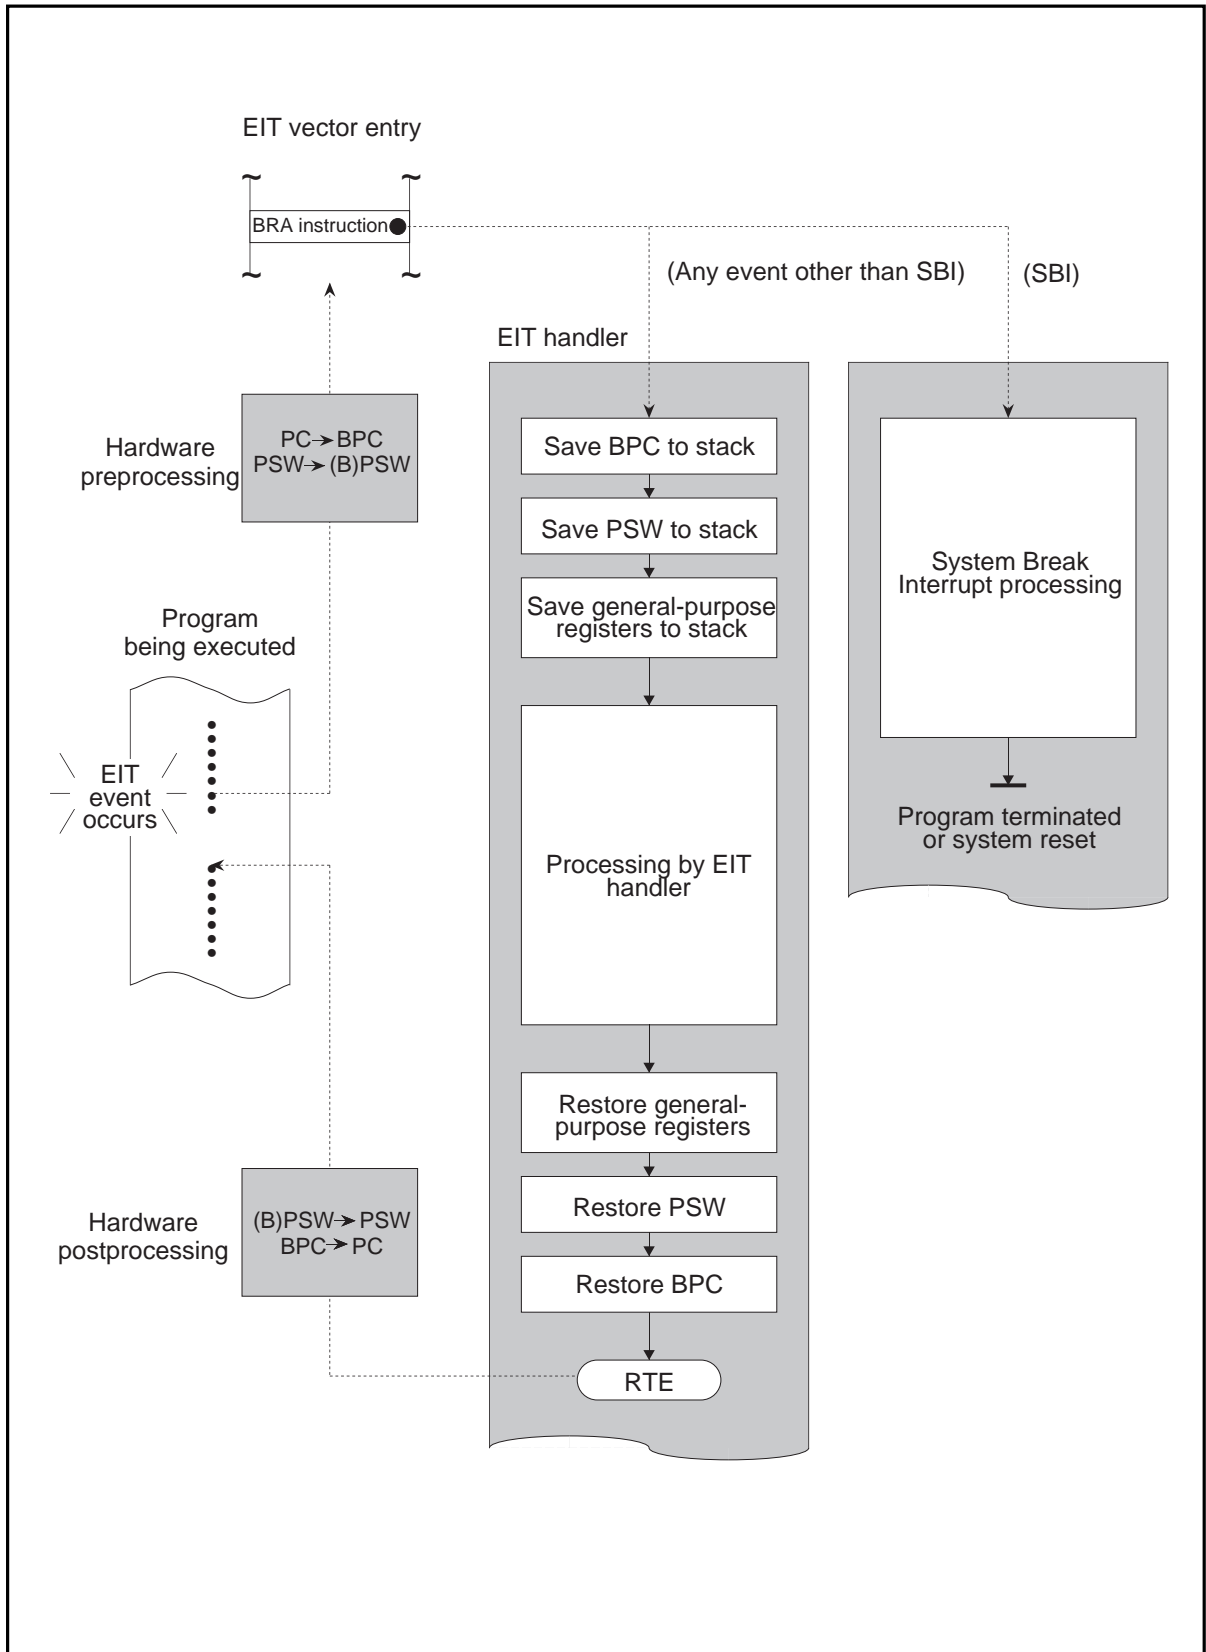 EIT vector entry
BRA instruction
(Any event other than SBI)
(SBI)
EIT handler
Hardware
preprocessing
PC→BPC
PSW→(B)PSW
Save BPC to stack
Save PSW to stack
Save general-purpose
registers to stack
System Break
Interrupt processing
Program
being executed
EIT
event
occurs
Program terminated
or system reset
Processing by EIT
handler
Restore general-
purpose registers
Restore PSW
Restore BPC
RTE
Hardware
postprocessing
(B)PSW→PSW
BPC→PC